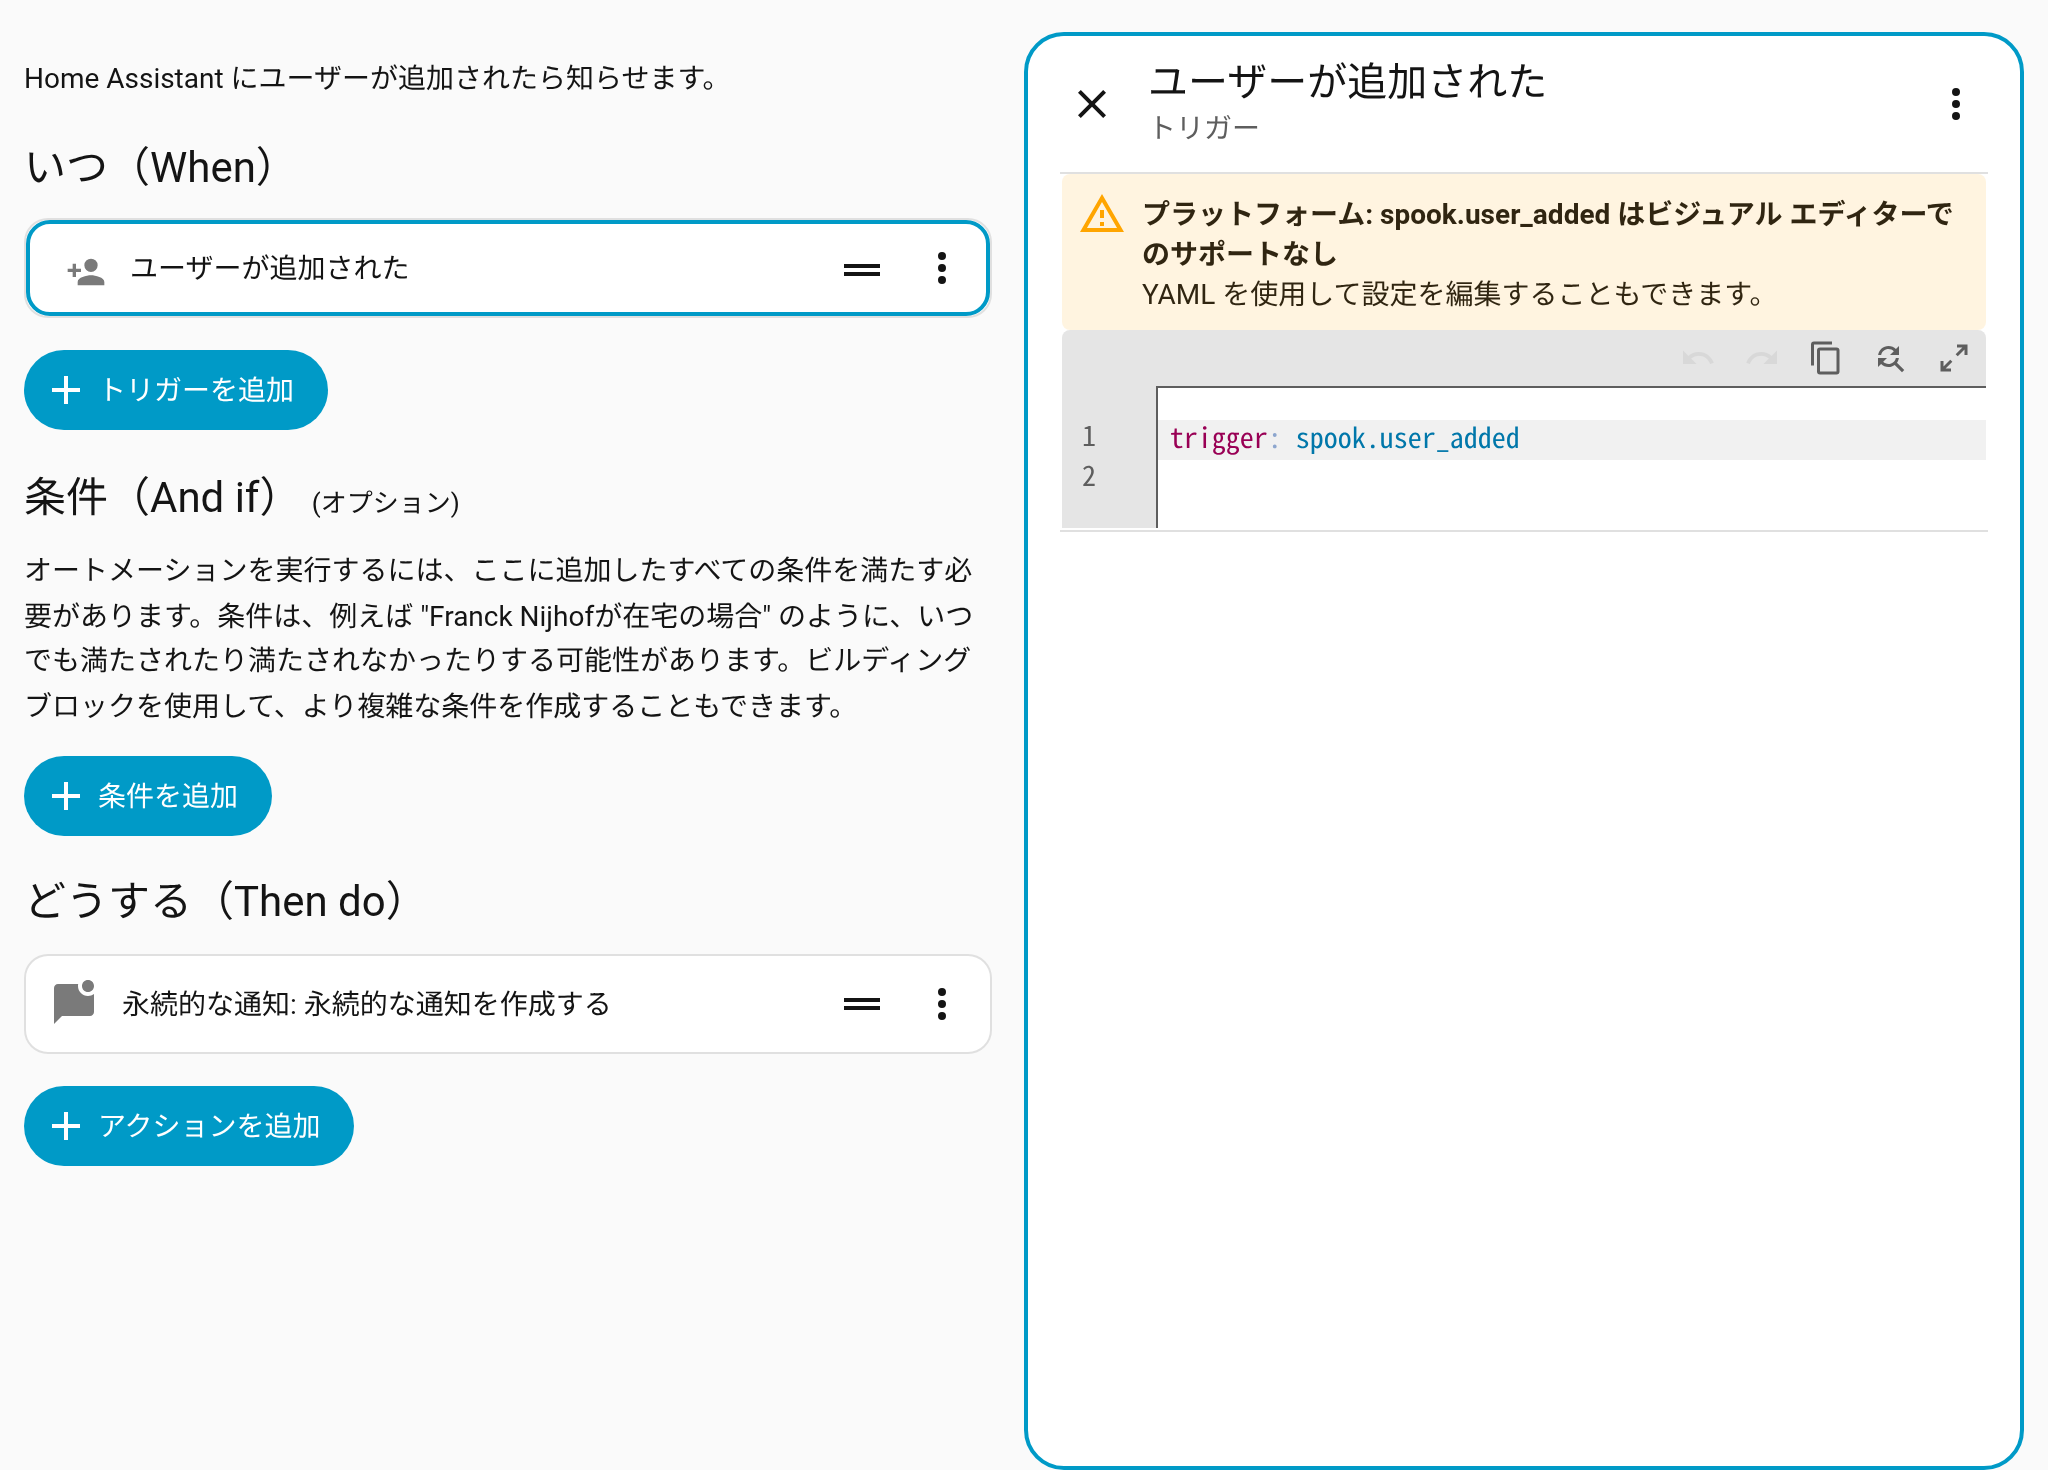 Home Assistant にユーザーが追加されたら知らせます。
いつ（When）
ユーザーが追加された
トリガーを追加
条件（And if） (オプション)
オートメーションを実行するには、ここに追加したすべての条件を満たす必
要があります。条件は、例えば "Franck Nijhofが在宅の場合" のように、いつ
でも満たされたり満たされなかったりする可能性があります。ビルディング
ブロックを使用して、より複雑な条件を作成することもできます。
条件を追加
どうする（Then do）
永続的な通知: 永続的な通知を作成する
アクションを追加
ユーザーが追加された
トリガー
プラットフォーム: spook.user_added はビジュアル エディターで
のサポートなし
YAML を使用して設定を編集することもできます。
1 trigger: spook.user_added
2